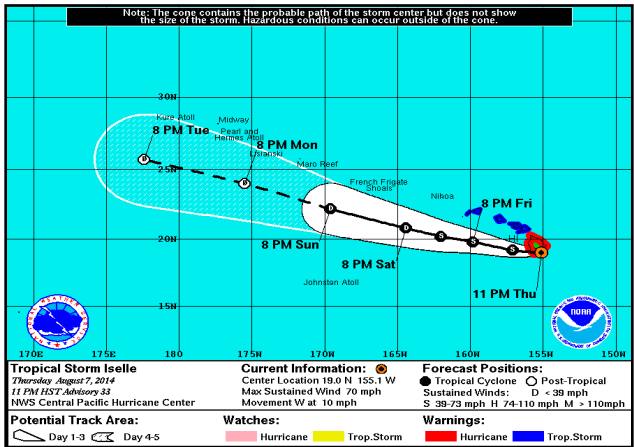 Note: The cone contains the probable path of the storm center but does not show
the size of the storm. Hazardous conditions can occur outside of the cone.
30N
Kure Atoll
Midway
8 PM Tue
Pearl and
Hermes Atoll
8 PM Mon
Lisianski
Maro Reef
25N
French Frigate
Shoals
Nihoa
8 PM Fri
D
D
D
8 PM Sun
20N
D
S
S
S
HI
8 PM Sat
Johnston Atoll
11 PM Thu
15N
NATIONAL WEATHER SERVICE
NOAA
170E 175E 180 175W 170W 165W 160W 155W 150W
Tropical Storm Iselle
Thursday August 7, 2014
11 PM HST Advisory 33
NWS Central Pacific Hurricane Center
Current Information:
Center Location 19.0 N 155.1 W
Max Sustained Wind 70 mph
Movement W at 10 mph
Forecast Positions:
Tropical Cyclone Post-Tropical
Sustained Winds: D < 39 mph
S 39-73 mph H 74-110 mph M > 110mph
Potential Track Area:
Day 1-3 Day 4-5
Watches:
Hurricane Trop.Storm
Warnings:
Hurricane Trop.Storm